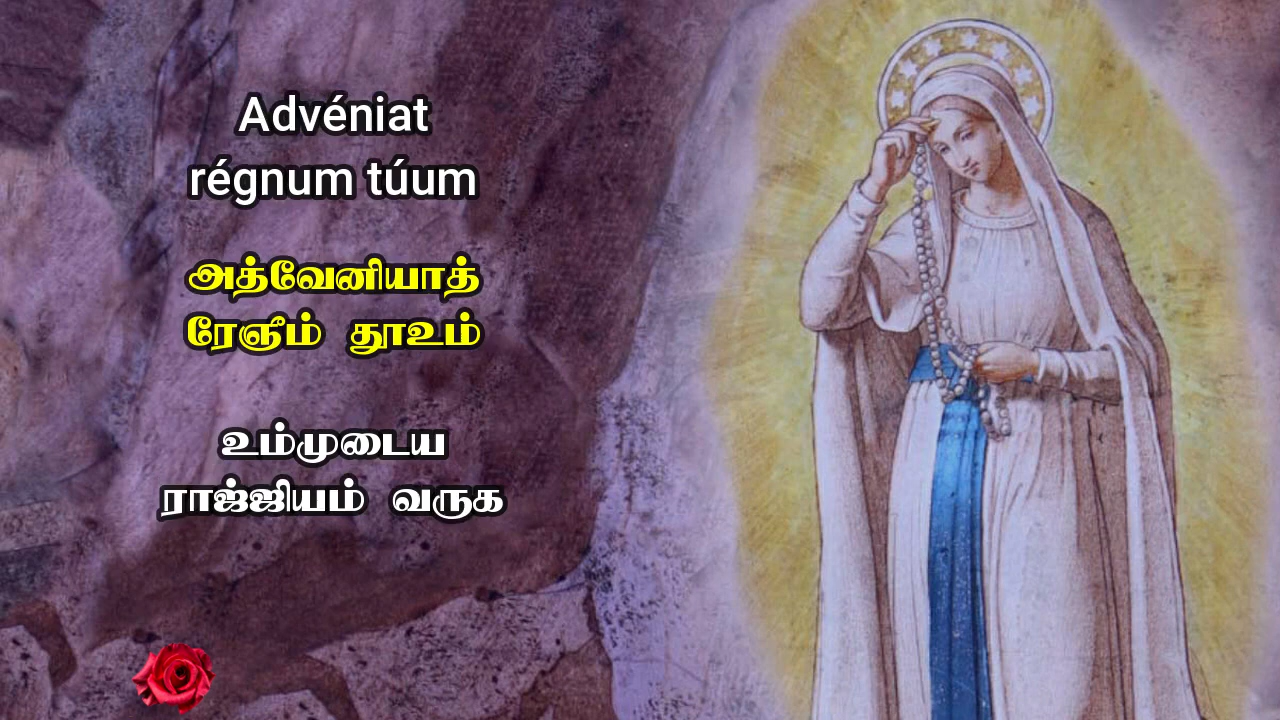 Advéniat
régnum túum
அத்வேனியாத்
ரேஞீம் தூஉம்
உம்முடைய
ராஜ்ஜியம் வருக